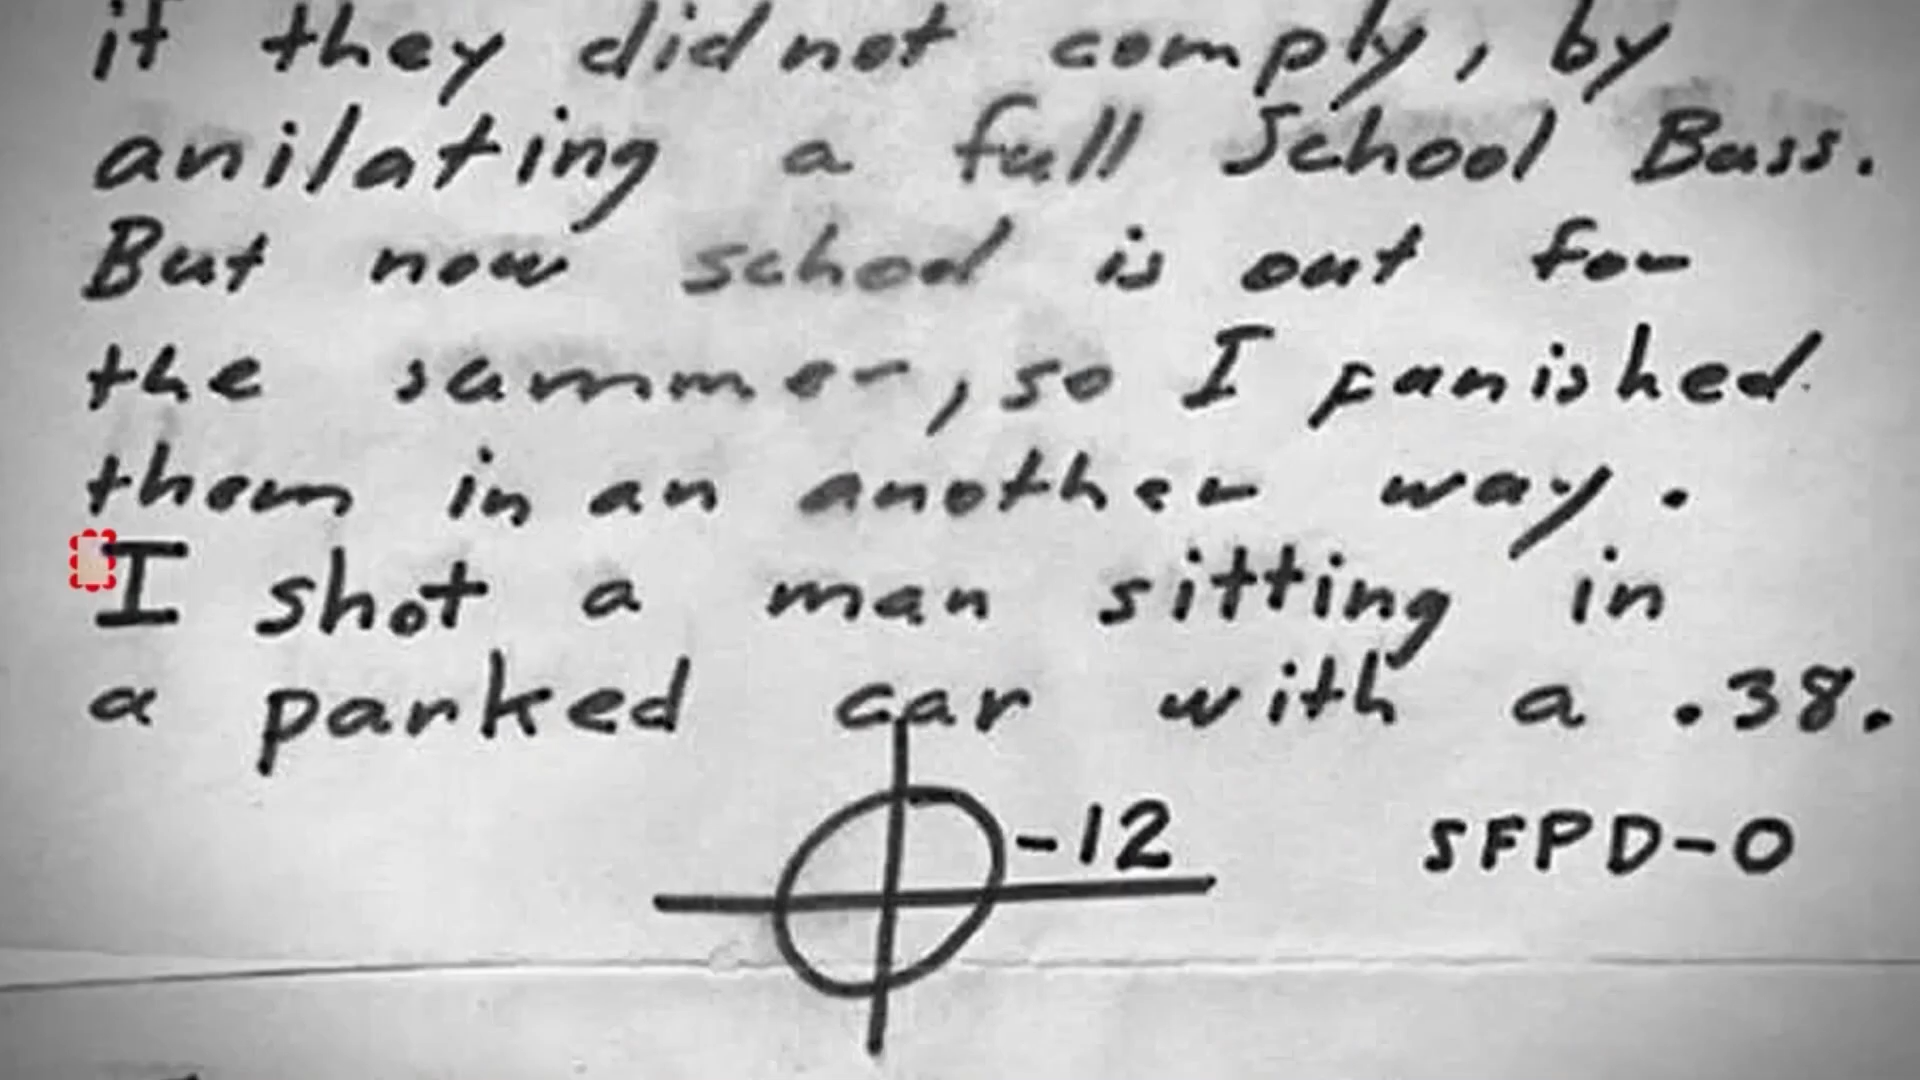 if they did not comply, by
anilating a full School Buss.
But now school is out for
the summer, so I punished
them in an another way.
I shot a man sitting in
a parked car with a .38.
-12 SFPD-0